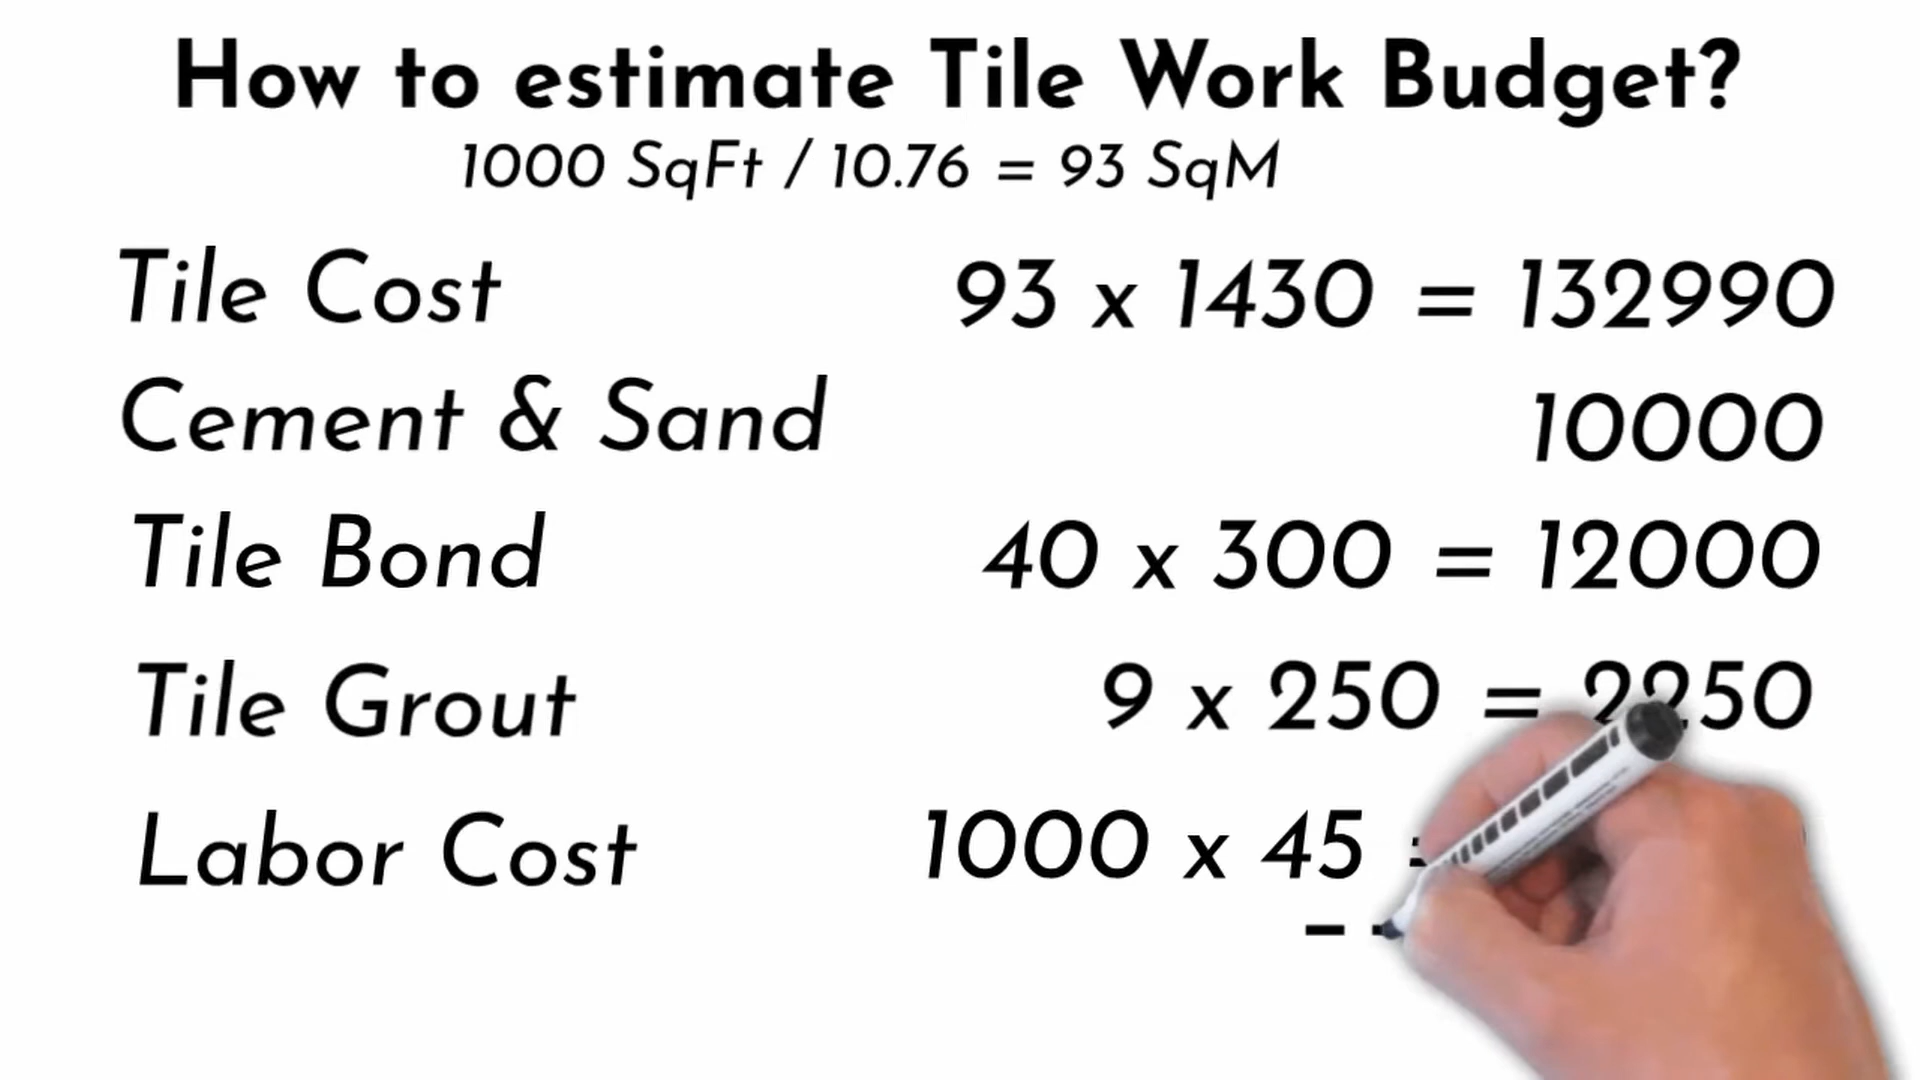 How to estimate Tile Work Budget?
1000 SqFt / 10.76 = 93 SqM
Tile Cost 93 x 1430 = 132990
Cement & Sand 10000
Tile Bond 40 x 300 = 12000
Tile Grout 9 x 250 = 2250
Labor Cost 1000 x 45